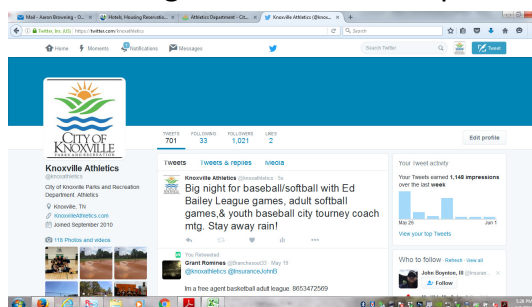 Mail - Aaron Browning - O...
Hotels, Housing Reservatio...
Athletics Department - Cit...
Knoxville Athletics (@knox...
Twitter, Inc. (US) https://twitter.com/knoxathletics
Search
Home Moments Notifications Messages
Search Twitter
Tweet
CITY OF
KNOXVILLE
PARKS AND RECREATION
TWEETS FOLLOWING FOLLOWERS LIKES
701 33 1,021 2
Edit profile
Knoxville Athletics
@knoxathletics
City of Knoxville Parks and Recreation
Department. Athletics
Knoxville, TN
KnoxvilleAthletics.com
Joined September 2010
116 Photos and videos
Tweets Tweets & replies Media
Knoxville Athletics @knoxathletics · 5s
Big night for baseball/softball with Ed
Bailey League games, adult softball
games,& youth baseball city tourney coach
mtg. Stay away rain!
You Retweeted
Grant Romines @Branchesou33 May 19
@knoxathletics @InsuranceJohnB
Im a free agent basketball adult league. 8653472569
Your Tweet activity
Your Tweets earned 1,148 impressions
over the last week
May 26 Jun 1
View your top Tweets
Who to follow · Refresh · View all
John Boynton, III @Insuran...
Follow